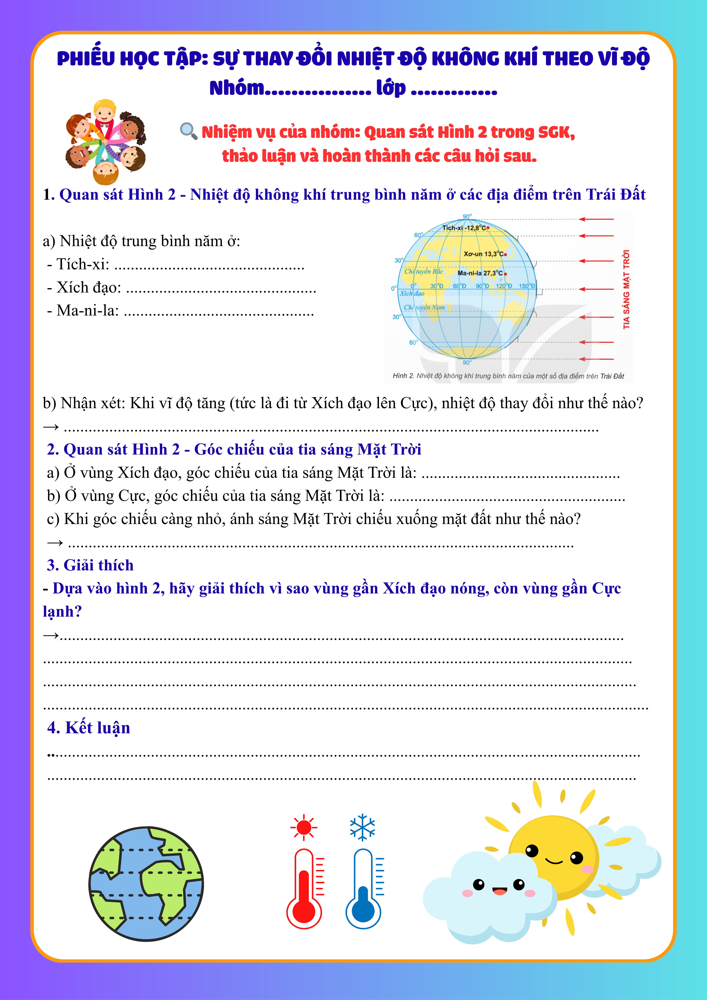 PHIẾU HỌC TẬP: SỰ THAY ĐỔI NHIỆT ĐỘ KHÔNG KHÍ THEO VĨ ĐỘ
Nhóm................ lớp .............
Nhiệm vụ của nhóm: Quan sát Hình 2 trong SGK,
thảo luận và hoàn thành các câu hỏi sau.
1. Quan sát Hình 2 - Nhiệt độ không khí trung bình năm ở các địa điểm trên Trái Đất
a) Nhiệt độ trung bình năm ở:
- Tích-xi: ..............................................
- Xích đạo: ..............................................
- Ma-ni-la: ..............................................
90°
Tích-xi -12,8°C
60°
Xơ-un 13,3°C
30°
Chí tuyến Bắc
Ma-ni-la 27,3°C
0° 0° 30°Đ 60°Đ 90°Đ 120°Đ 150°Đ
Xích đạo
Chí tuyến Nam
30°
60°
90°
TIA SÁNG MẶT TRỜI
Hình 2. Nhiệt độ không khí trung bình năm của một số địa điểm trên Trái Đất
b) Nhận xét: Khi vĩ độ tăng (tức là đi từ Xích đạo lên Cực), nhiệt độ thay đổi như thế nào?
→ .................................................................................................................................
2. Quan sát Hình 2 - Góc chiếu của tia sáng Mặt Trời
a) Ở vùng Xích đạo, góc chiếu của tia sáng Mặt Trời là: ................................................
b) Ở vùng Cực, góc chiếu của tia sáng Mặt Trời là: .........................................................
c) Khi góc chiếu càng nhỏ, ánh sáng Mặt Trời chiếu xuống mặt đất như thế nào?
→ ..........................................................................................................................
3. Giải thích
- Dựa vào hình 2, hãy giải thích vì sao vùng gần Xích đạo nóng, còn vùng gần Cực
lạnh?
→........................................................................................................................................
..............................................................................................................................................
...............................................................................................................................................
..................................................................................................................................................
4. Kết luận
...............................................................................................................................................
..............................................................................................................................................